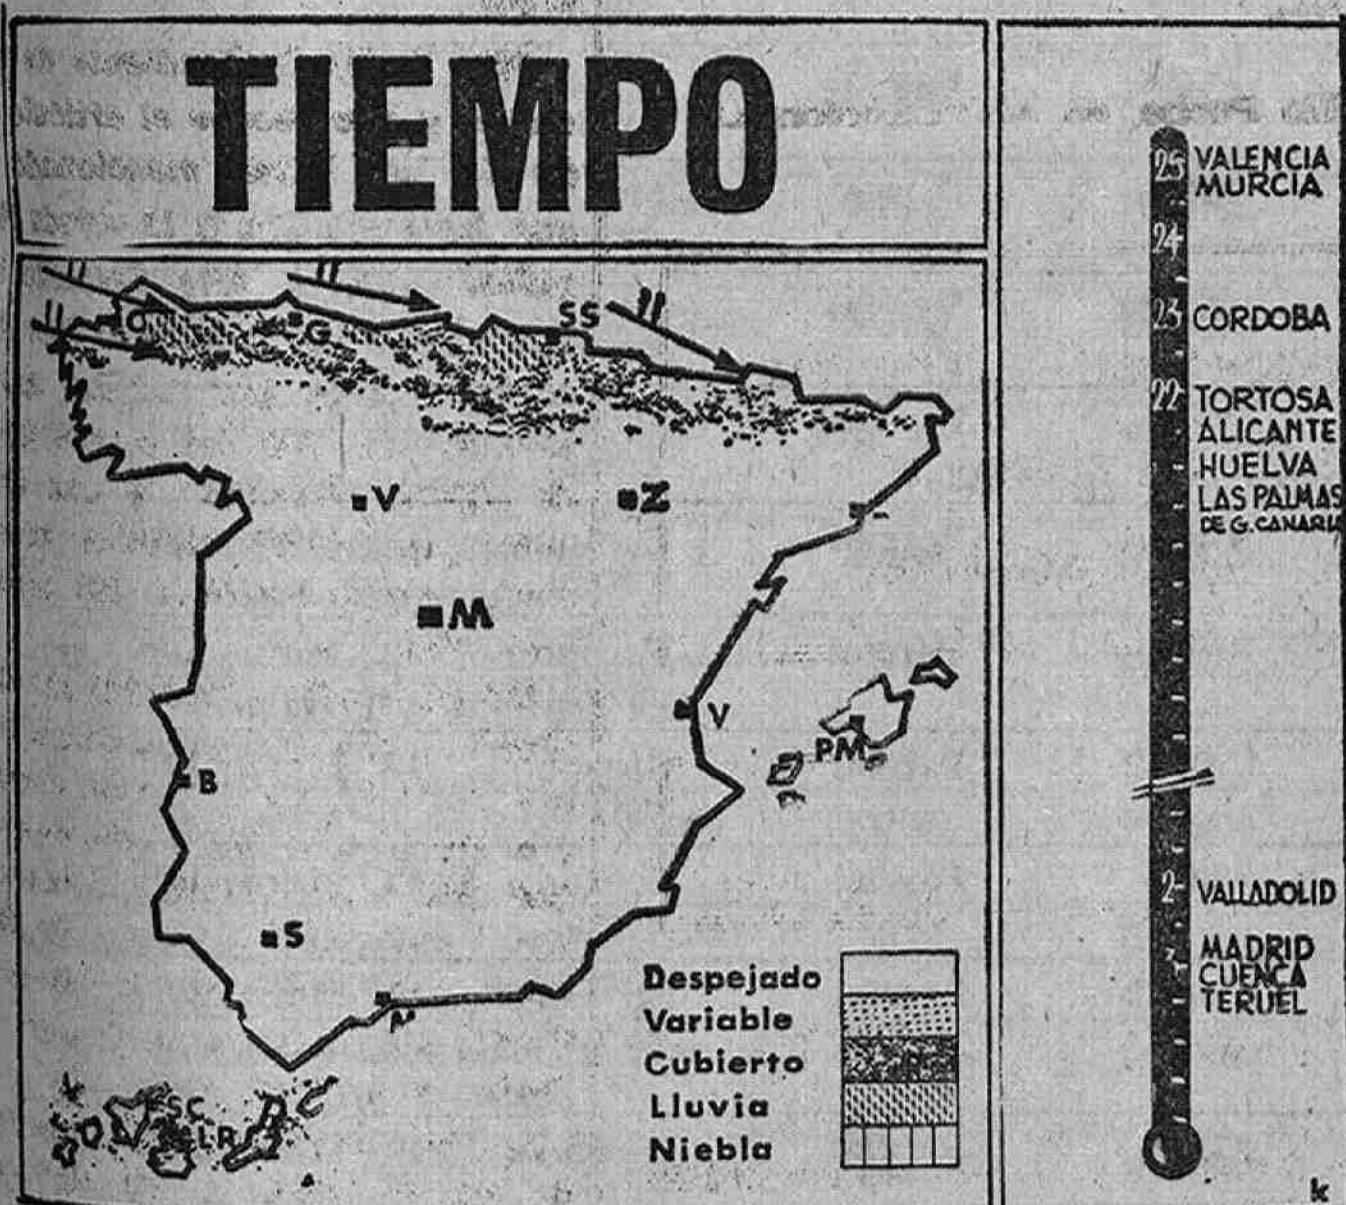 TIEMPO
C
G
SS
V
Z
M
V
PM
B
S
M
SC
LR
Despejado
Variable
Cubierto
Lluvia
Niebla
25 VALENCIA
MURCIA
24
23 CORDOBA
22 TORTOSA
ALICANTE
HUELVA
LAS PALMAS
DE G. CANARIA
2 VALLADOLID
MADRID
CUENCA
TERUEL
k